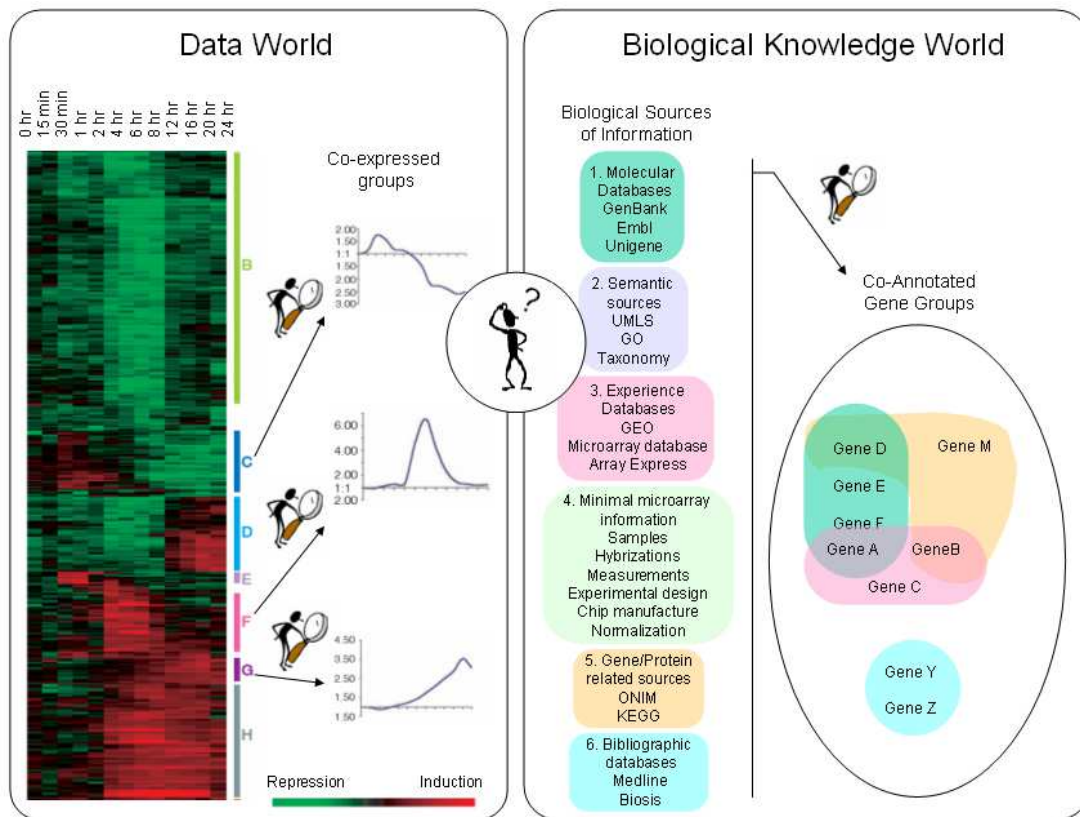 Data World
0 hr
15 min
30 min
1 hr
2 hr
4 hr
6 hr
8 hr
12 hr
16 hr
20 hr
24 hr
B
C
D
E
F
G
H
Co-expressed
groups
2.00
1.50
1:1
1.50
2.00
2.50
3.00
6.00
4.00
2.00
1:1
2.00
4.50
3.50
2.50
1.50
1.50
Repression
Induction
?
Biological Knowledge World
Biological Sources
of Information
1. Molecular
Databases
GenBank
Embl
Unigene
2. Semantic
sources
UMLS
GO
Taxonomy
3. Experience
Databases
GEO
Microarray database
Array Express
4. Minimal microarray
information
Samples
Hybrizations
Measurements
Experimental design
Chip manufacture
Normalization
5. Gene/Protein
related sources
ONIM
KEGG
6. Bibliographic
databases
Medline
Biosis
Co-Annotated
Gene Groups
Gene D
Gene M
Gene E
Gene F
Gene A
GeneB
Gene C
Gene Y
Gene Z